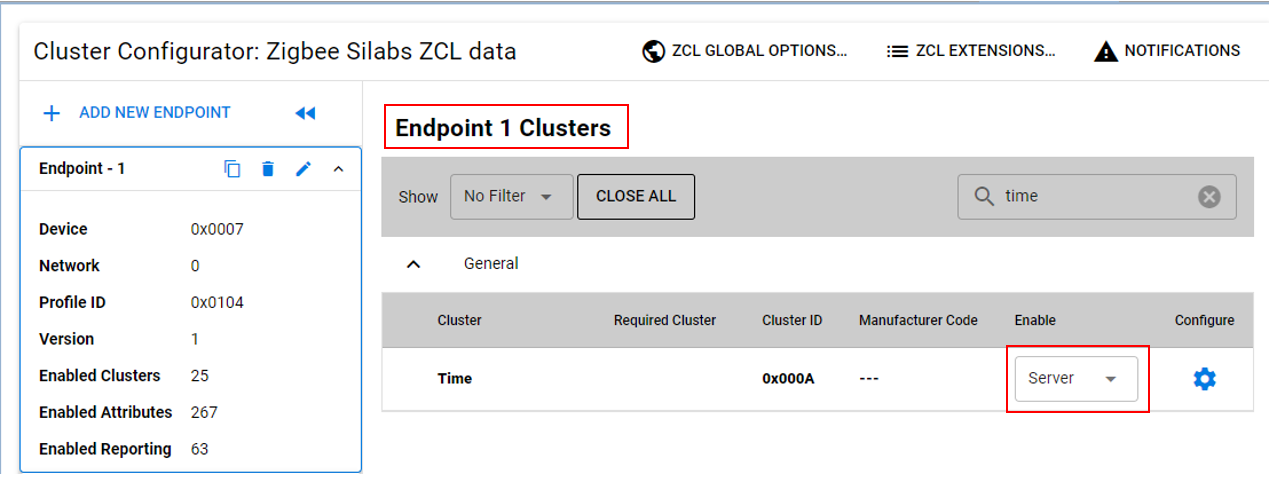 Cluster Configurator: Zigbee Silabs ZCL data
ZCL GLOBAL OPTIONS...
ZCL EXTENSIONS...
NOTIFICATIONS
ADD NEW ENDPOINT
Endpoint - 1
Device 0x0007
Network 0
Profile ID 0x0104
Version 1
Enabled Clusters 25
Enabled Attributes 267
Enabled Reporting 63
Endpoint 1 Clusters
Show No Filter CLOSE ALL time
General
Cluster Required Cluster Cluster ID Manufacturer Code Enable Configure
Time 0x000A --- Server